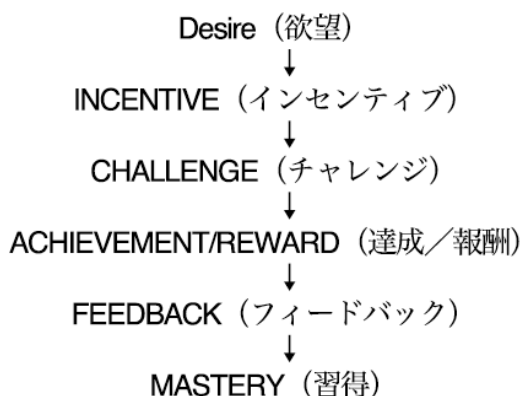 Desire（欲望）
↓
INCENTIVE（インセンティブ）
↓
CHALLENGE（チャレンジ）
↓
ACHIEVEMENT/REWARD（達成／報酬）
↓
FEEDBACK（フィードバック）
↓
MASTERY（習得）